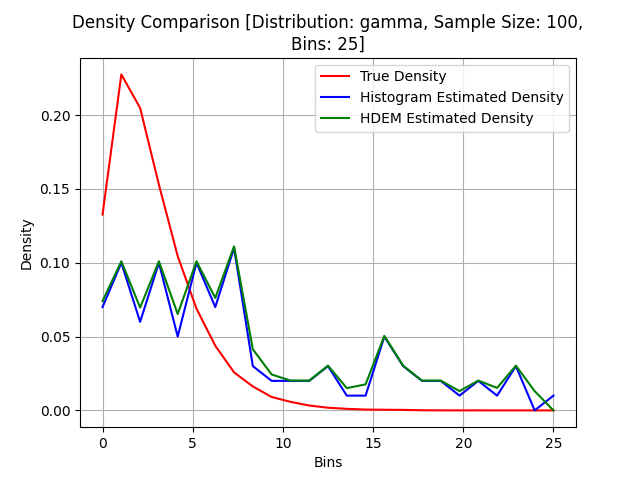 Density Comparison [Distribution: gamma, Sample Size: 100,
Bins: 25]
True Density
Histogram Estimated Density
HDEM Estimated Density
Density
0.20
0.15
0.10
0.05
0.00
0
5
10
15
20
25
Bins